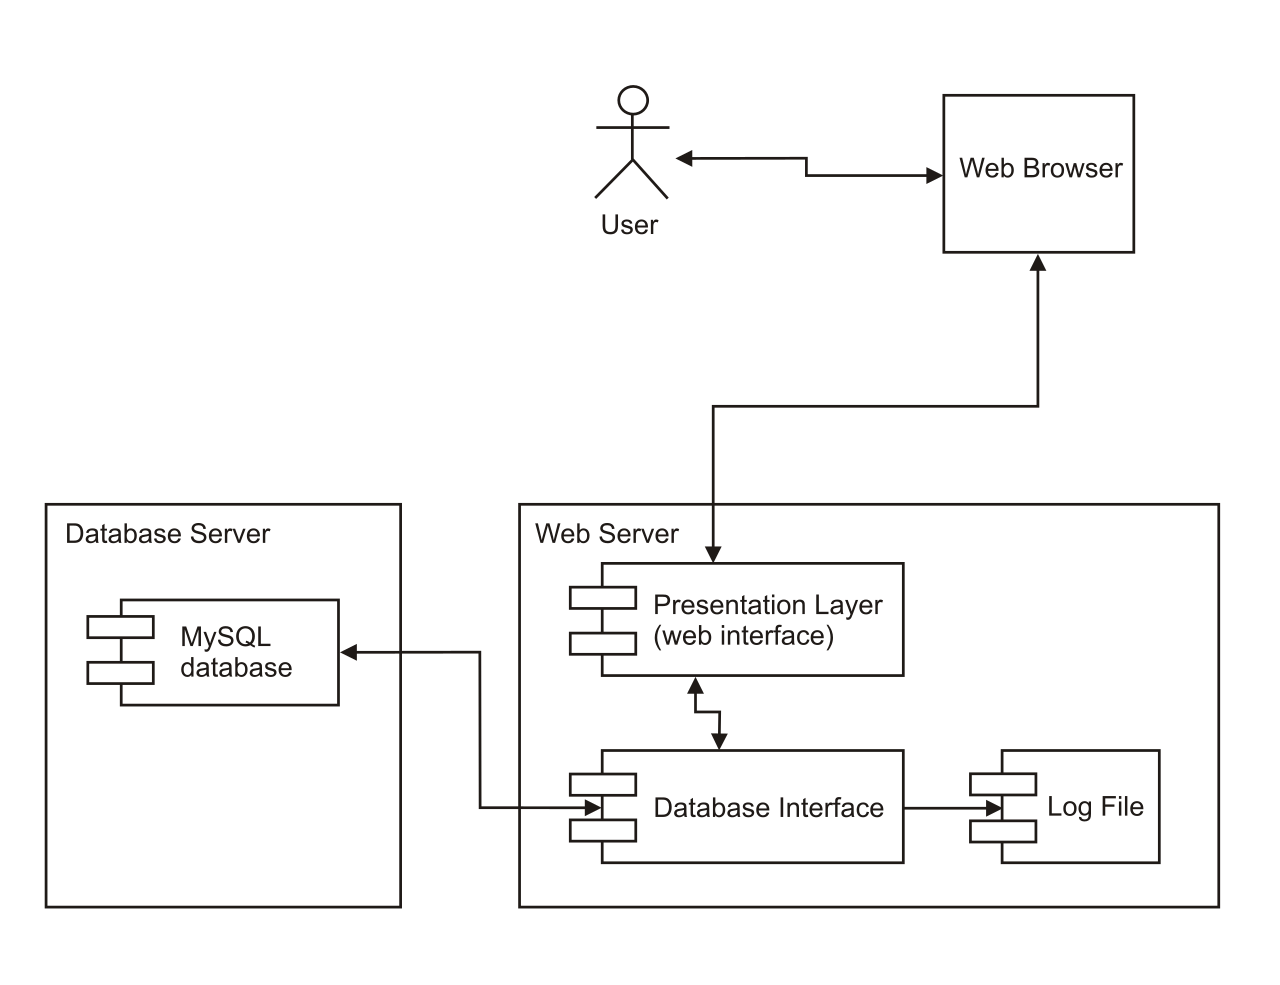 User
Web Browser
Database Server
MySQL
database
Web Server
Presentation Layer
(web interface)
Database Interface
Log File